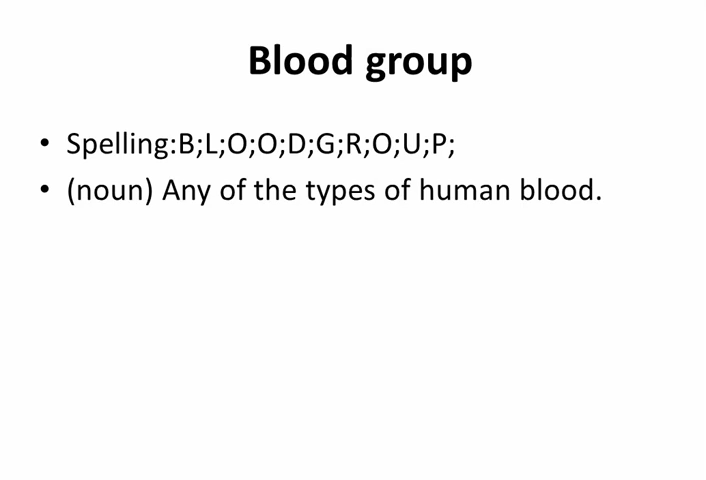 Blood group
• Spelling:B;L;O;O;D;G;R;O;U;P;
• (noun) Any of the types of human blood.